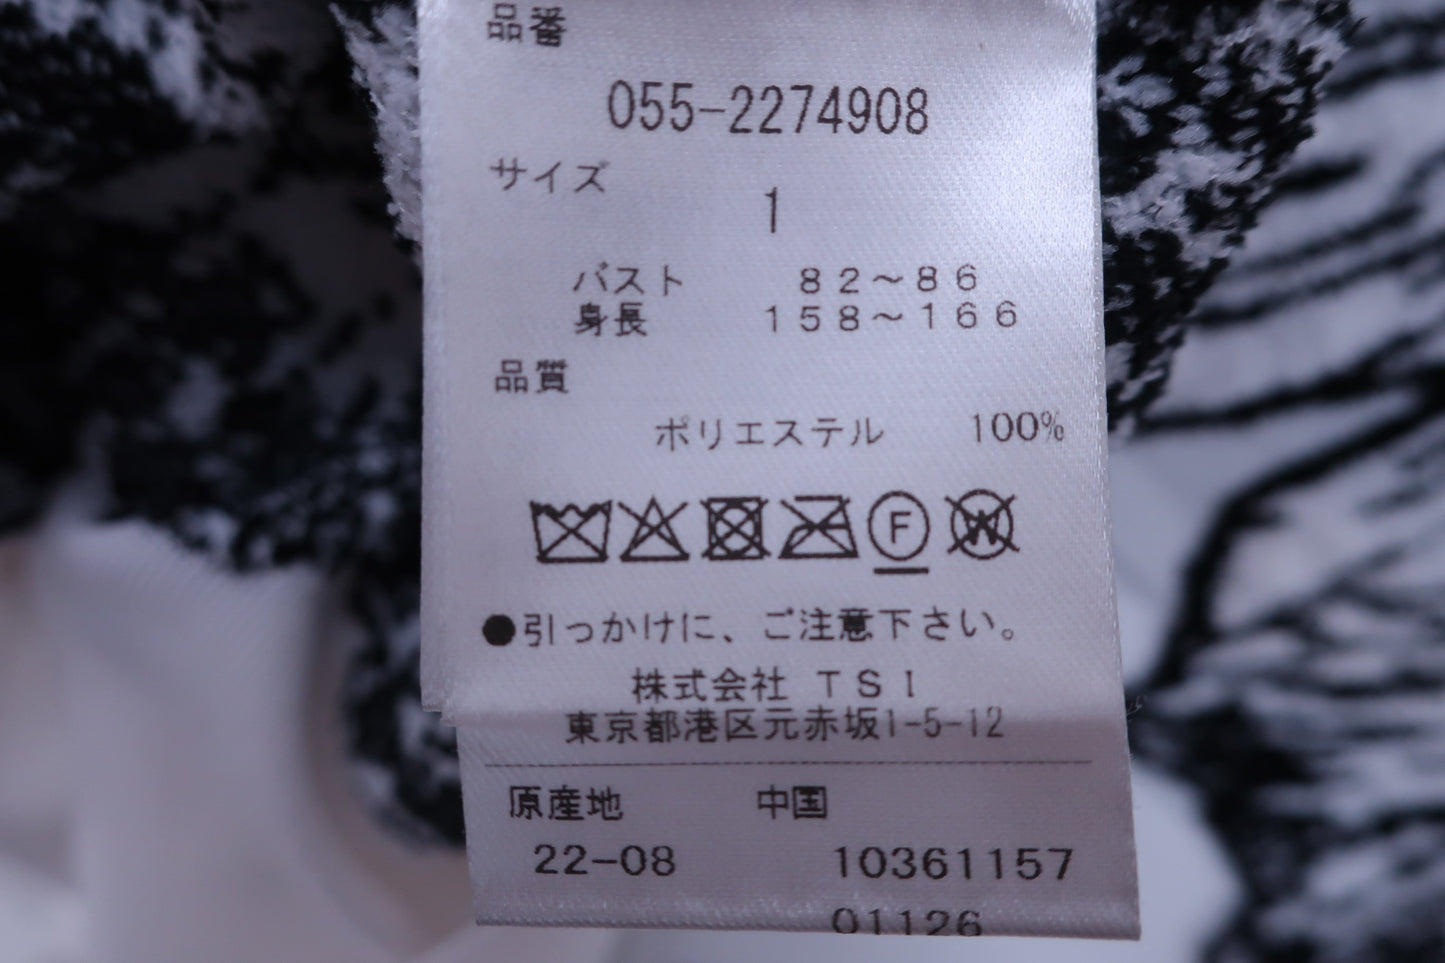 品番
055-2274908
サイズ
1
バスト 82～86
身長 158～166
品質
ポリエステル 100%
F
W
●引っかけに、ご注意下さい。
株式会社 TSI
東京都港区元赤坂1-5-12
原産地 中国
22-08 10361157
01126